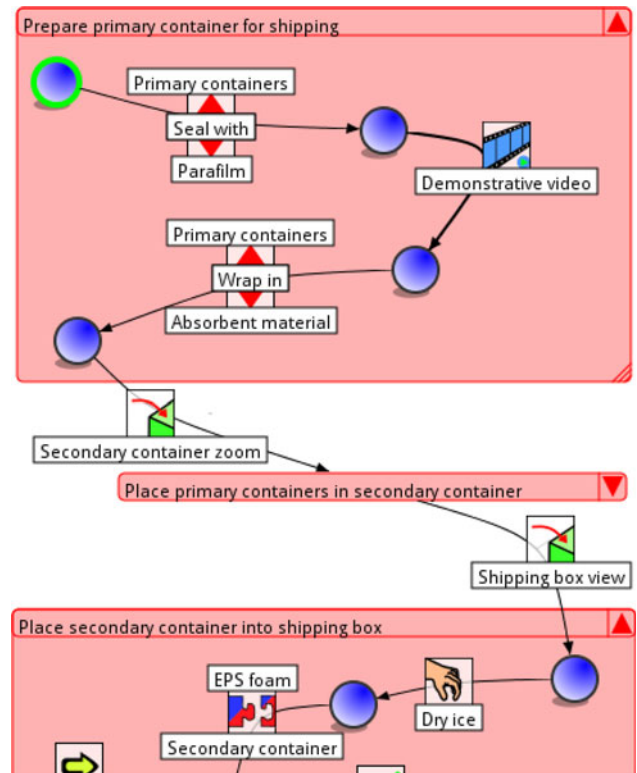 Prepare primary container for shipping
Primary containers
Seal with
Parafilm
Demonstrative video
Primary containers
Wrap in
Absorbent material
Secondary container zoom
Place primary containers in secondary container
Shipping box view
Place secondary container into shipping box
EPS foam
Dry ice
Secondary container